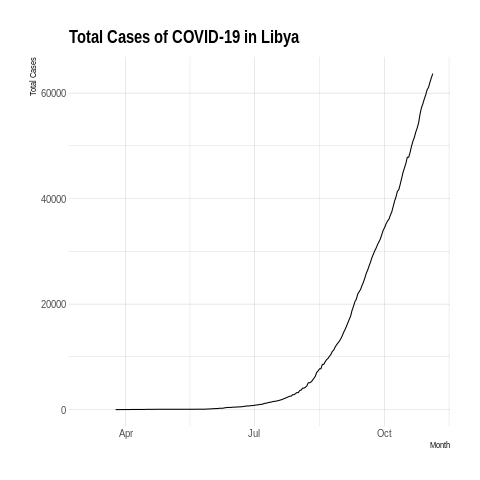 Total Cases of COVID-19 in Libya
Total Cases
60000
40000
20000
0
Apr Jul Oct
Month